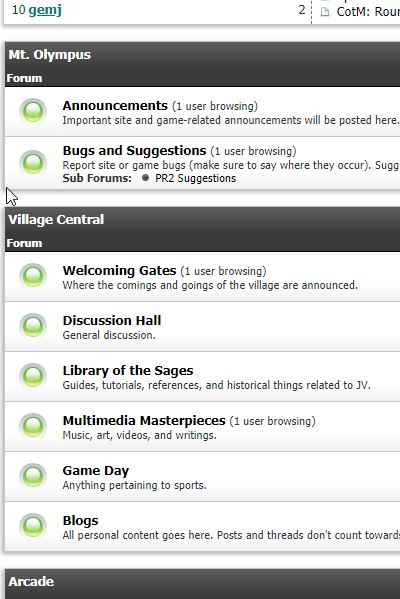 10 gemj 2
CotM: Rour
Mt. Olympus
Forum
Announcements (1 user browsing)
Important site and game-related announcements will be posted here.
Bugs and Suggestions (1 user browsing)
Report site or game bugs (make sure to say where they occur). Sugg
Sub Forums: PR2 Suggestions
Village Central
Forum
Welcoming Gates (1 user browsing)
Where the comings and goings of the village are announced.
Discussion Hall
General discussion.
Library of the Sages
Guides, tutorials, references, and historical things related to JV.
Multimedia Masterpieces (1 user browsing)
Music, art, videos, and writings.
Game Day
Anything pertaining to sports.
Blogs
All personal content goes here. Posts and threads don't count towards
Arcade